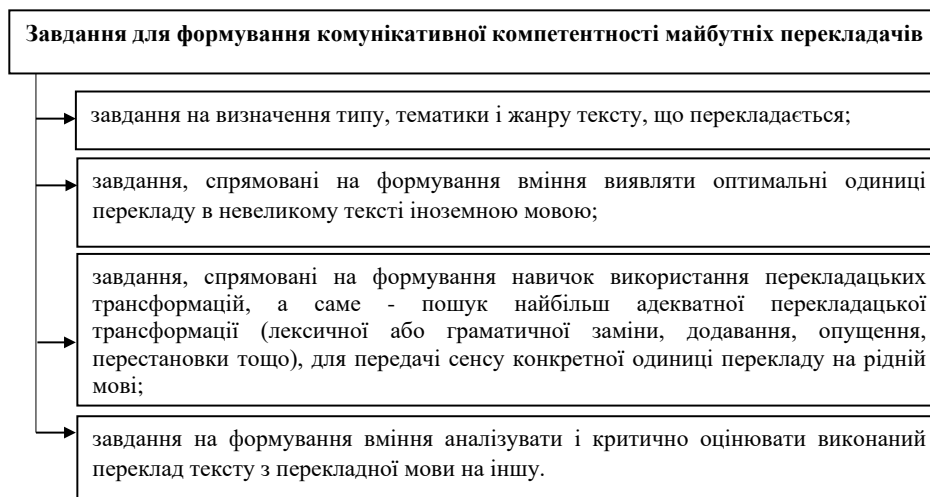 Завдання для формування комунікативної компетентності майбутніх перекладачів
завдання на визначення типу, тематики і жанру тексту, що перекладається;
завдання, спрямовані на формування вміння виявляти оптимальні одиниці
перекладу в невеликому тексті іноземною мовою;
завдання, спрямовані на формування навичок використання перекладацьких
трансформацій, а саме - пошук найбільш адекватної перекладацької
трансформації (лексичної або граматичної заміни, додавання, опущення,
перестановки тощо), для передачі сенсу конкретної одиниці перекладу на рідній
мові;
завдання на формування вміння аналізувати і критично оцінювати виконаний
переклад тексту з перекладної мови на іншу.